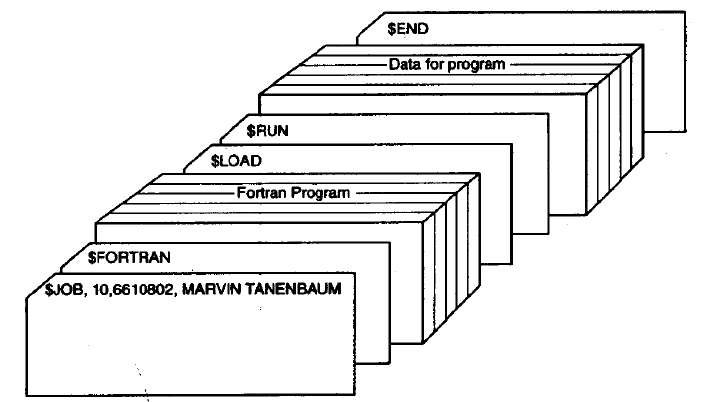 $END
Data for program
$RUN
$LOAD
Fortran Program
$FORTRAN
$JOB, 10,6610802, MARVIN TANENBAUM